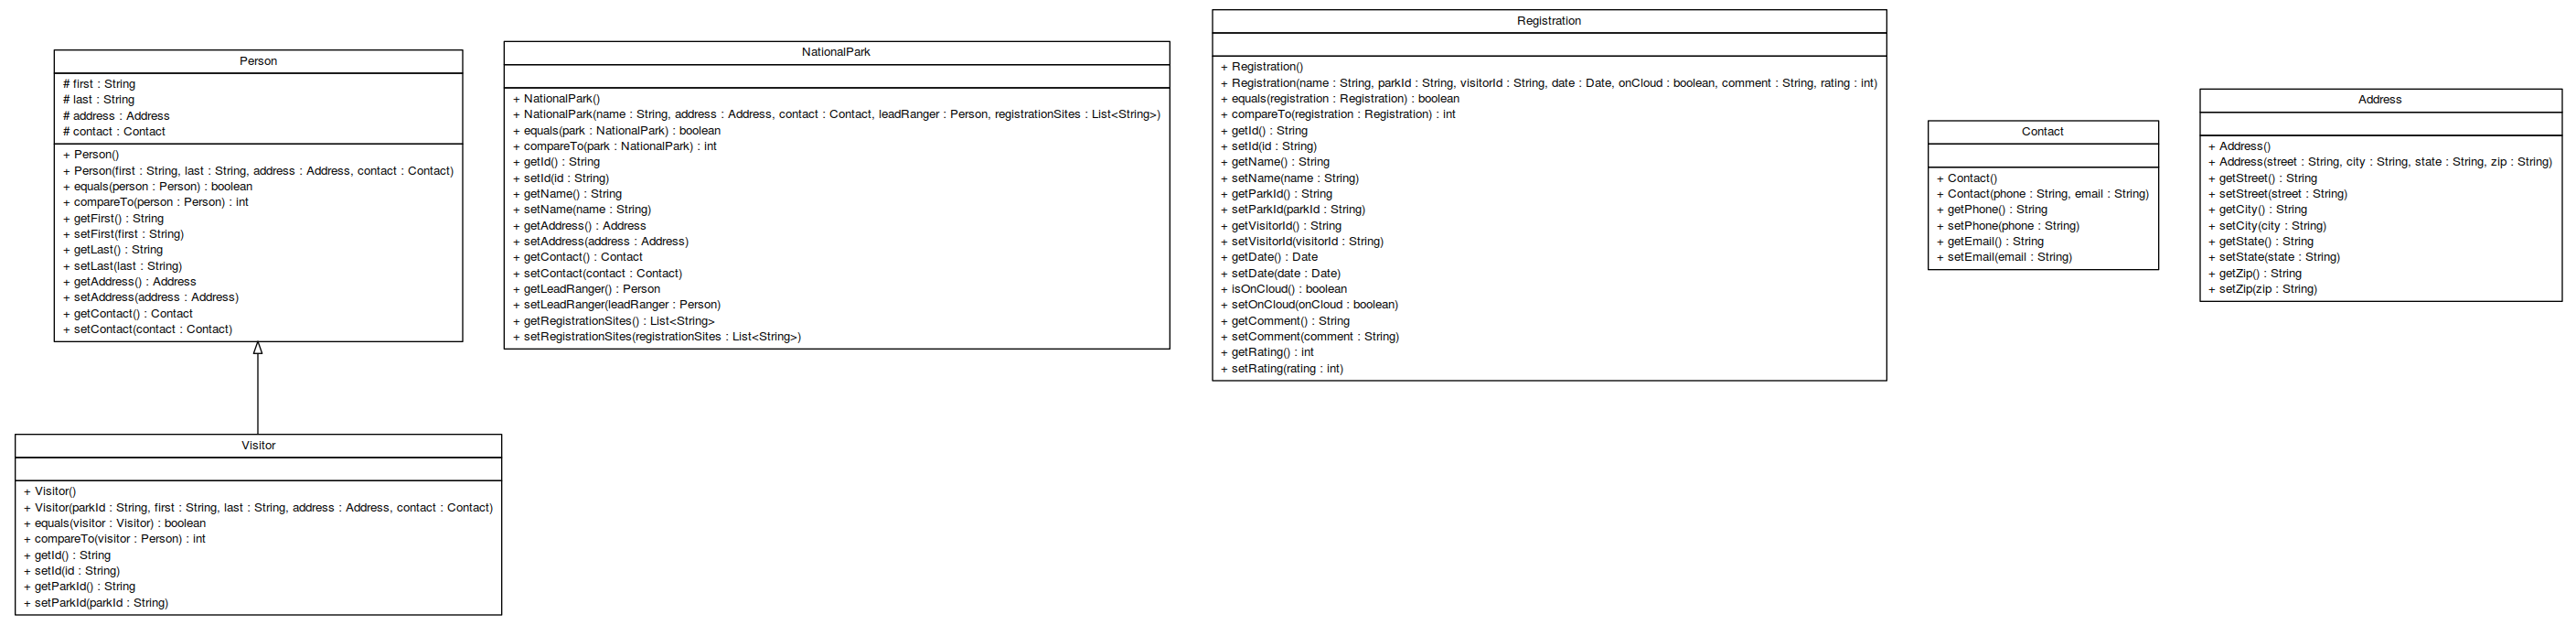 Person
# first : String
# last : String
# address : Address
# contact : Contact
+ Person()
+ Person(first : String, last : String, address : Address, contact : Contact)
+ equals(person : Person) : boolean
+ compareTo(person : Person) : int
+ getFirst() : String
+ setFirst(first : String)
+ getLast() : String
+ setLast(last : String)
+ getAddress() : Address
+ setAddress(address : Address)
+ getContact() : Contact
+ setContact(contact : Contact)
NationalPark
+ NationalPark()
+ NationalPark(name : String, address : Address, contact : Contact, leadRanger : Person, registrationSites : List<String>)
+ equals(park : NationalPark) : boolean
+ compareTo(park : NationalPark) : int
+ getId() : String
+ setId(id : String)
+ getName() : String
+ setName(name : String)
+ getAddress() : Address
+ setAddress(address : Address)
+ getContact() : Contact
+ setContact(contact : Contact)
+ getLeadRanger() : Person
+ setLeadRanger(leadRanger : Person)
+ getRegistrationSites() : List<String>
+ setRegistrationSites(registrationSites : List<String>)
Registration
+ Registration()
+ Registration(name : String, parkId : String, visitorId : String, date : Date, onCloud : boolean, comment : String, rating : int)
+ equals(registration : Registration) : boolean
+ compareTo(registration : Registration) : int
+ getId() : String
+ setId(id : String)
+ getName() : String
+ setName(name : String)
+ getParkId() : String
+ setParkId(parkId : String)
+ getVisitorId() : String
+ setVisitorId(visitorId : String)
+ getDate() : Date
+ setDate(date : Date)
+ isOnCloud() : boolean
+ setOnCloud(onCloud : boolean)
+ getComment() : String
+ setComment(comment : String)
+ getRating() : int
+ setRating(rating : int)
Contact
+ Contact()
+ Contact(phone : String, email : String)
+ getPhone() : String
+ setPhone(phone : String)
+ getEmail() : String
+ setEmail(email : String)
Address
+ Address()
+ Address(street : String, city : String, state : String, zip : String)
+ getStreet() : String
+ setStreet(street : String)
+ getCity() : String
+ setCity(city : String)
+ getState() : String
+ setState(state : String)
+ getZip() : String
+ setZip(zip : String)
Visitor
+ Visitor()
+ Visitor(parkId : String, first : String, last : String, address : Address, contact : Contact)
+ equals(visitor : Visitor) : boolean
+ compareTo(visitor : Person) : int
+ getId() : String
+ setId(id : String)
+ getParkId() : String
+ setParkId(parkId : String)